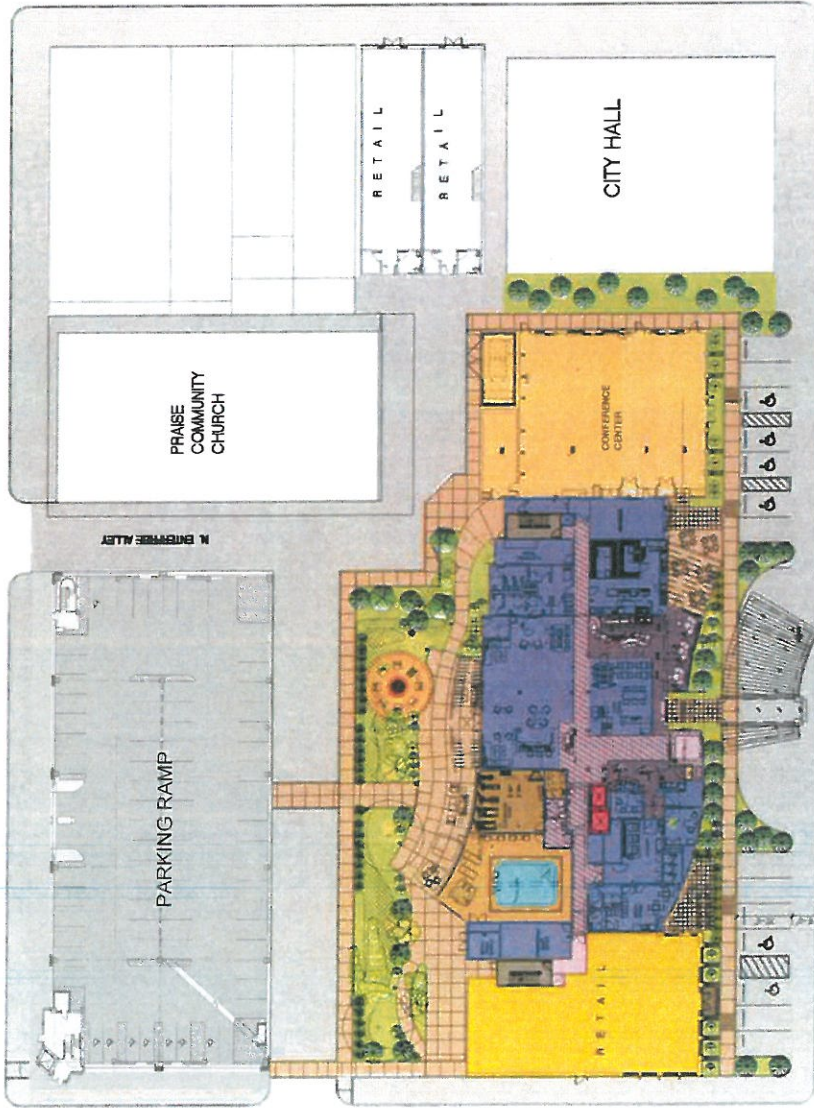 RETAIL
RETAIL
CITY HALL
PRAISE
COMMUNITY
CHURCH
N. ENTERPRISE ALLEY
CONFERENCE
CENTER
PARKING RAMP
RETAIL